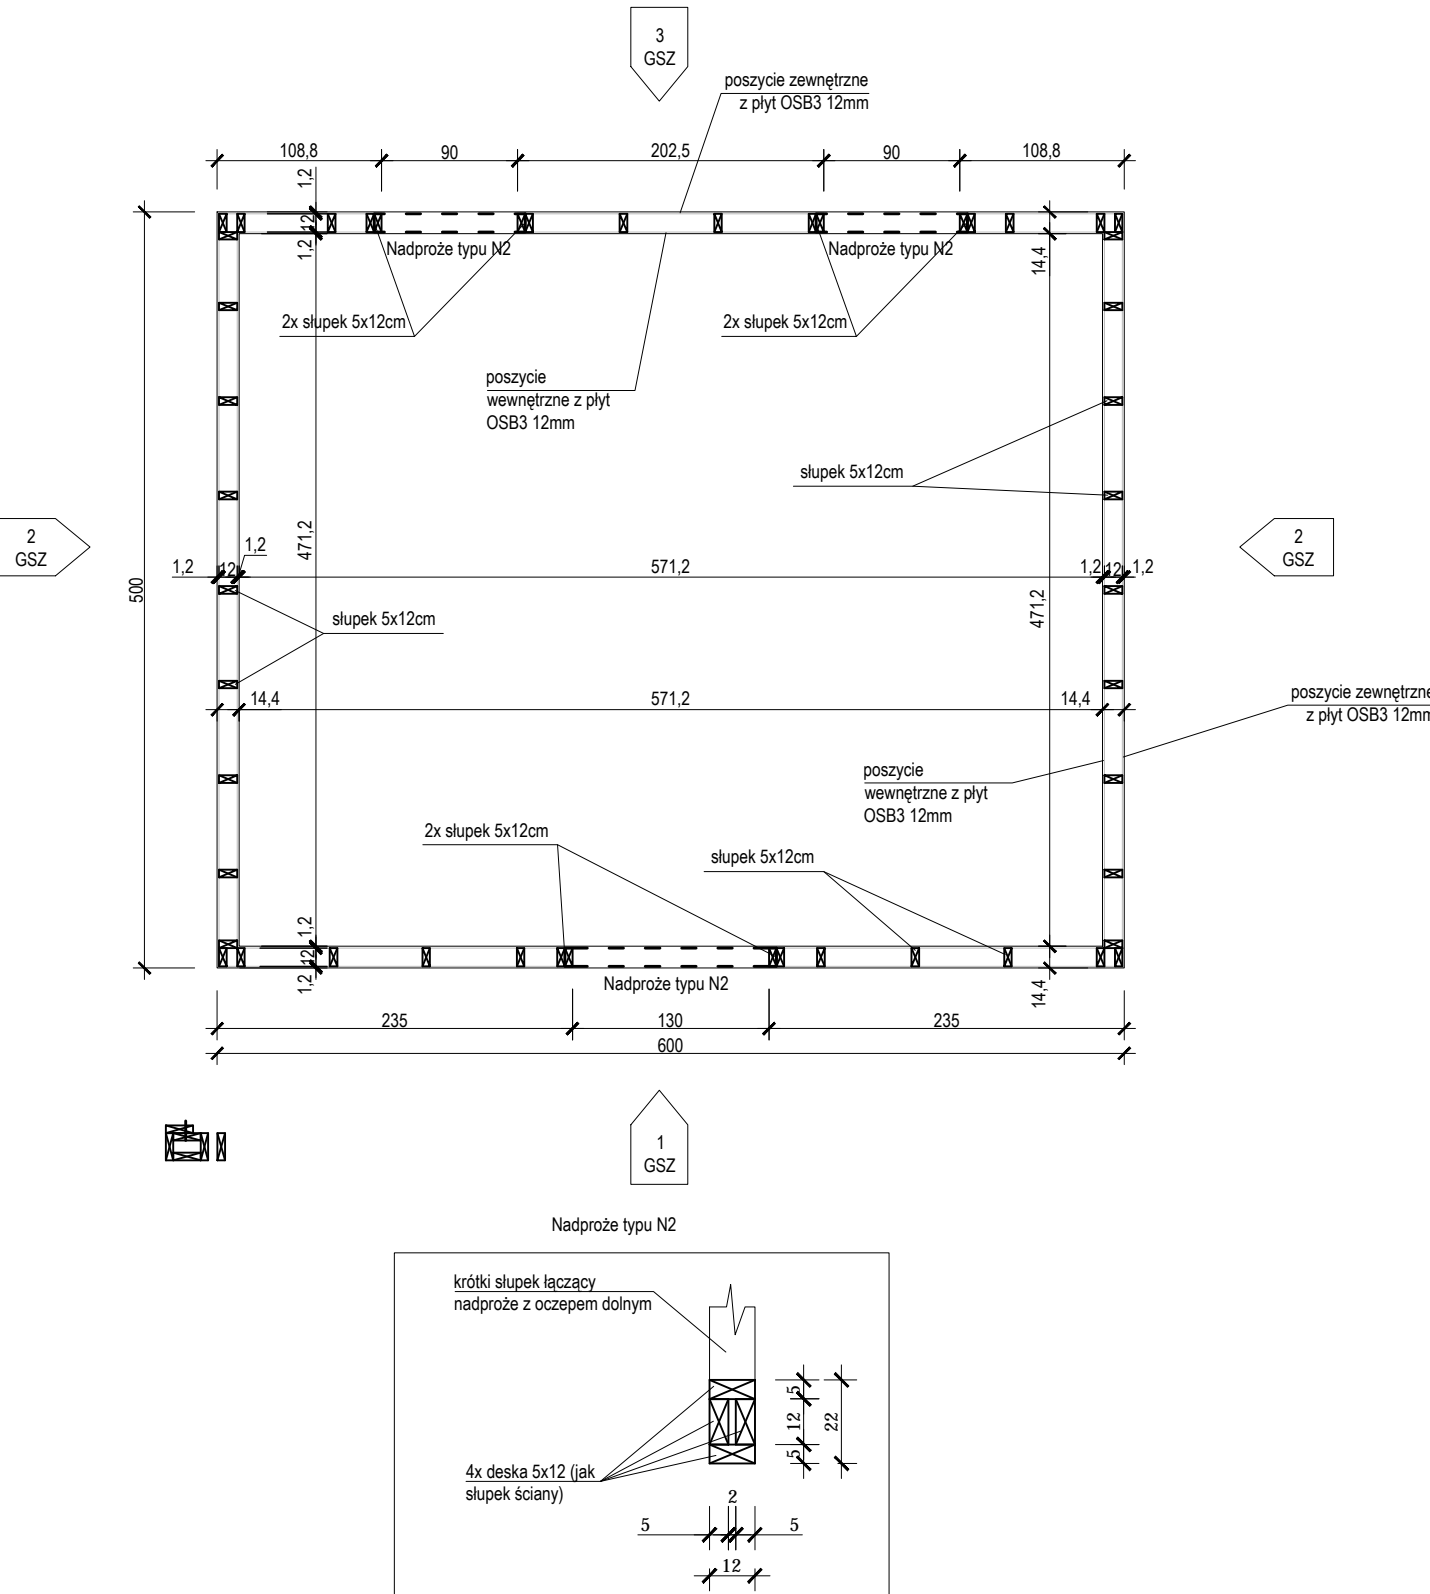 3
GSZ
poszycie zewnętrzne
z płyt OSB3 12mm
108,8
90
202,5
90
108,8
1,2
12
1,2
Nadproże typu N2
Nadproże typu N2
14,4
2x słupek 5x12cm
2x słupek 5x12cm
poszycie
wewnętrzne z płyt
OSB3 12mm
słupek 5x12cm
2
GSZ
2
GSZ
471,2
1,2
1,2
12
571,2
1,2
12
1,2
500
471,2
słupek 5x12cm
14,4
571,2
14,4
poszycie zewnętrzne
z płyt OSB3 12mm
poszycie
wewnętrzne z płyt
OSB3 12mm
2x słupek 5x12cm
słupek 5x12cm
1,2
12
1,2
Nadproże typu N2
14,4
235
130
235
600
1
GSZ
Nadproże typu N2
krótki słupek łączący
nadproże z oczepem dolnym
5
12
22
5
4x deska 5x12 (jak
słupek ściany)
2
5
5
12